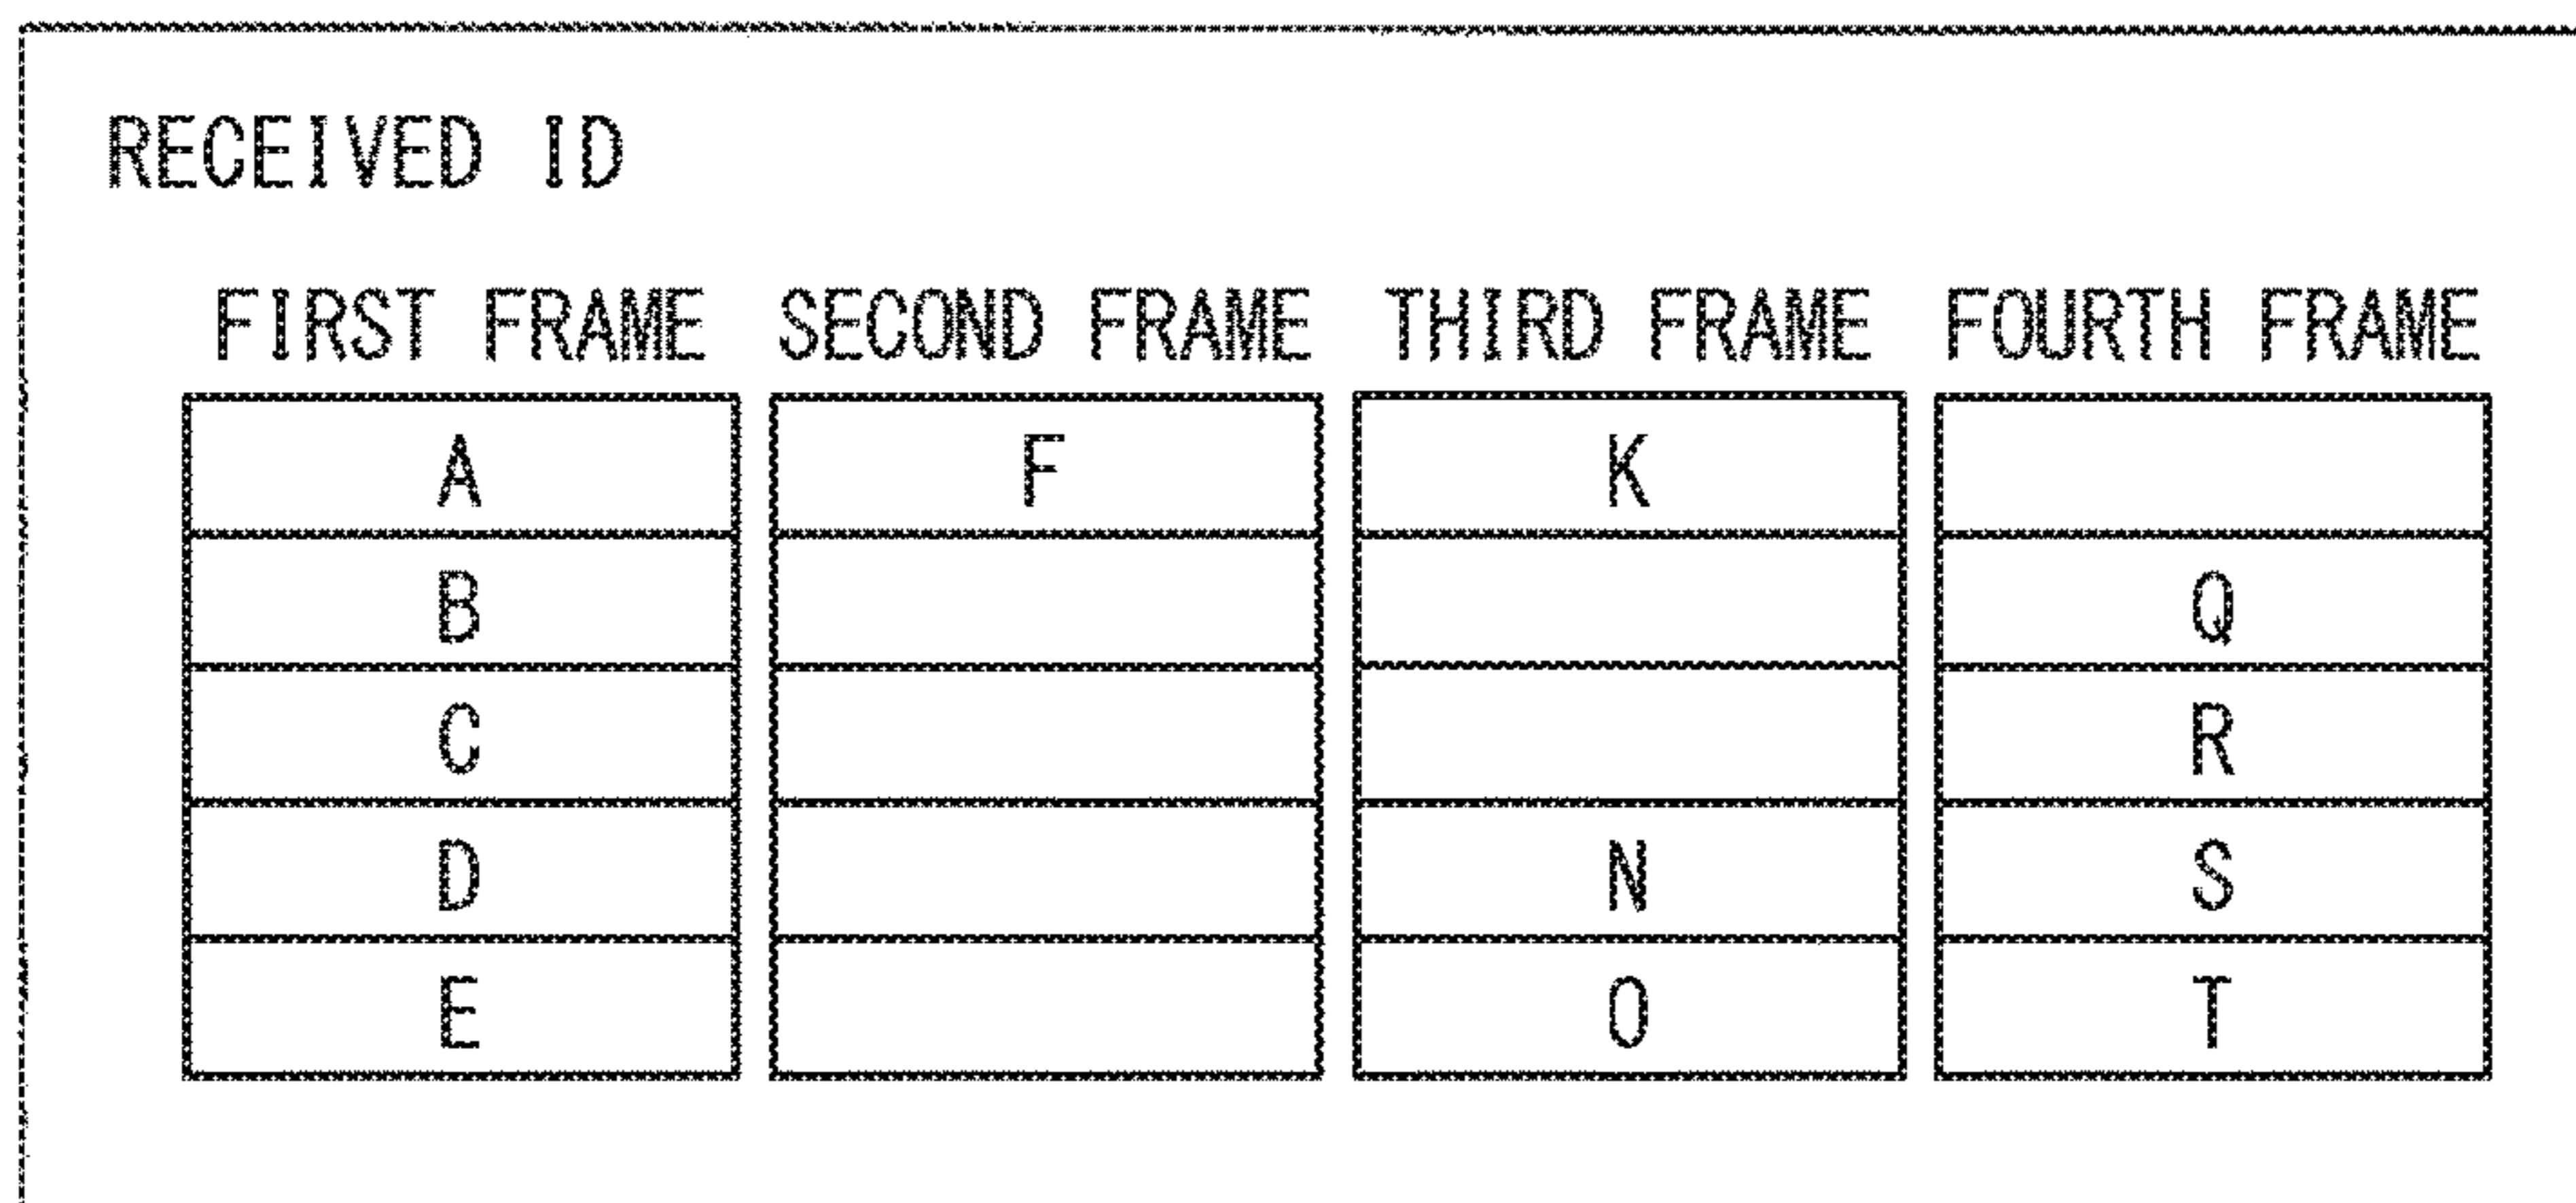 RECEIVED ID
FIRST FRAME SECOND FRAME THIRD FRAME FOURTH FRAME
A F K
B Q
C R
D N S
E O T